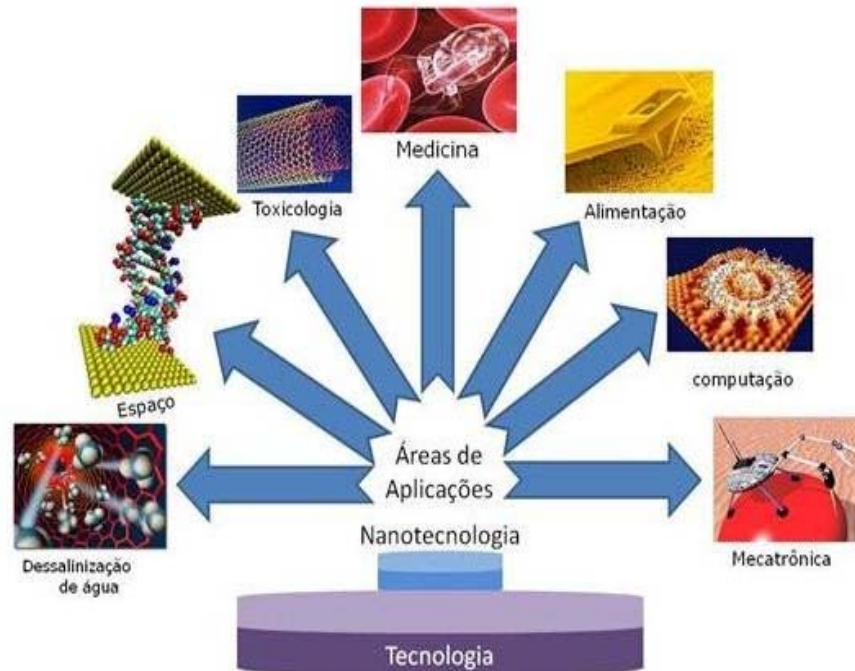 Medicina
Toxicologia
Alimentação
Espaço
computação
Áreas de
Aplicações
Nanotecnologia
Dessalinização
de água
Mecatrônica
Tecnologia